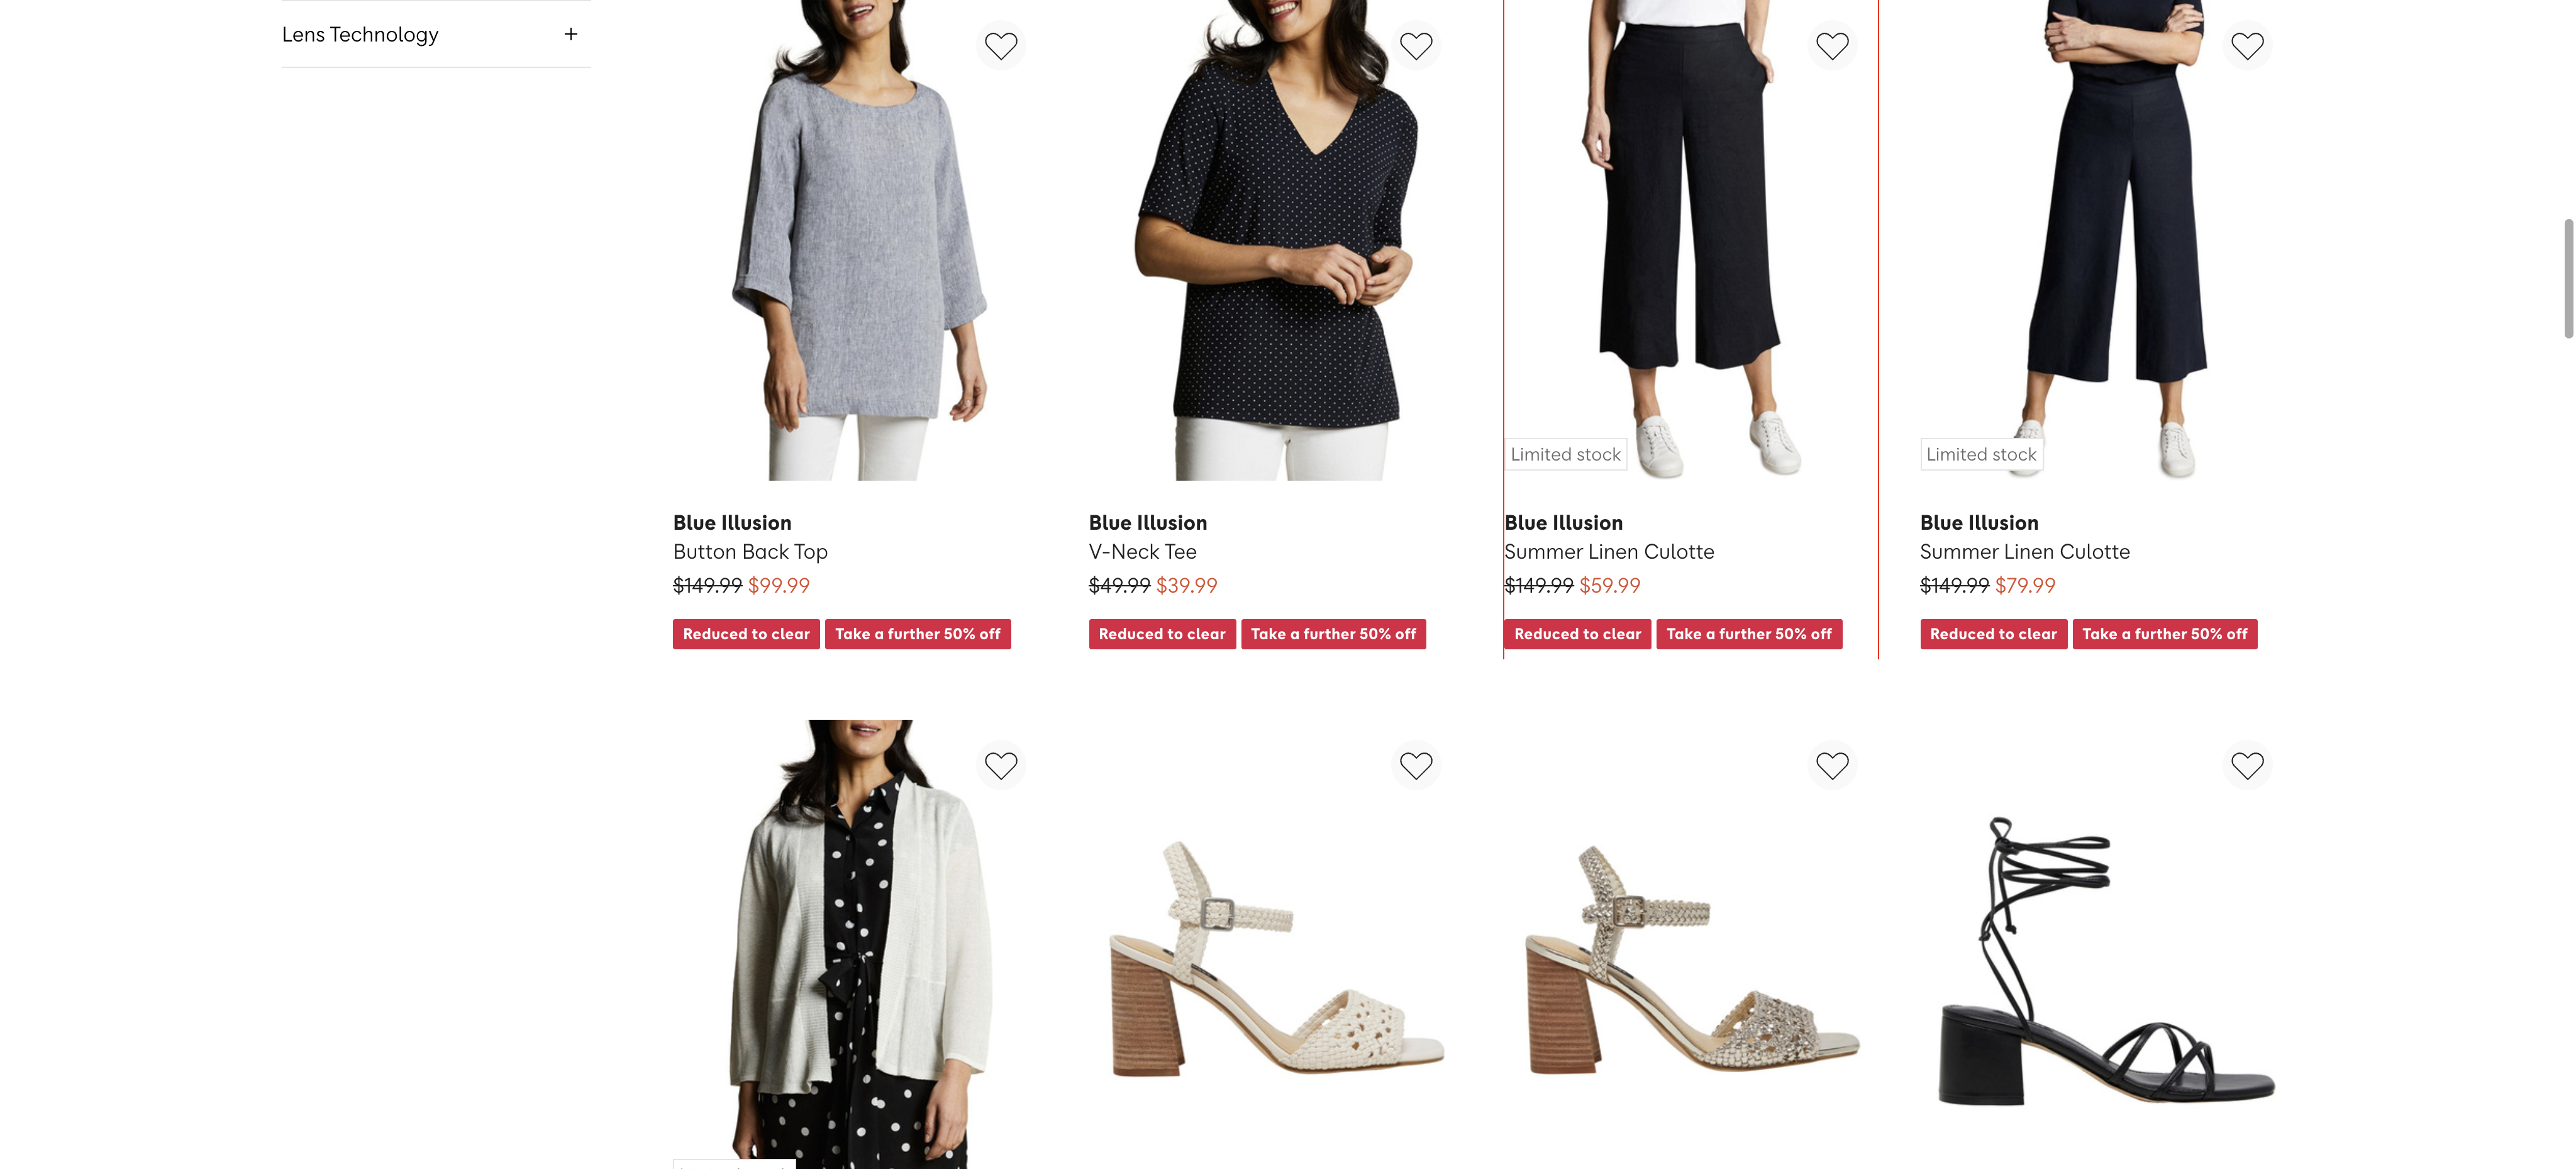 Lens Technology
Limited stock
Limited stock
Blue Illusion
Button Back Top
$149.99 $99.99
Reduced to clear Take a further 50% off
Blue Illusion
V-Neck Tee
$49.99 $39.99
Reduced to clear Take a further 50% off
Blue Illusion
Summer Linen Culotte
$149.99 $59.99
Reduced to clear Take a further 50% off
Blue Illusion
Summer Linen Culotte
$149.99 $79.99
Reduced to clear Take a further 50% off